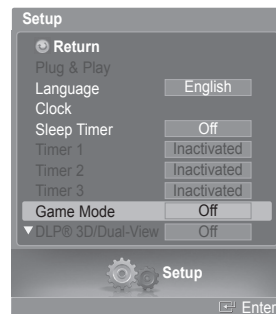 Setup
Return
Plug & Play
Language English
Clock
Sleep Timer Off
Timer 1 Inactivated
Timer 2 Inactivated
Timer 3 Inactivated
Game Mode Off
▼DLP® 3D/Dual-View Off
Setup
Enter